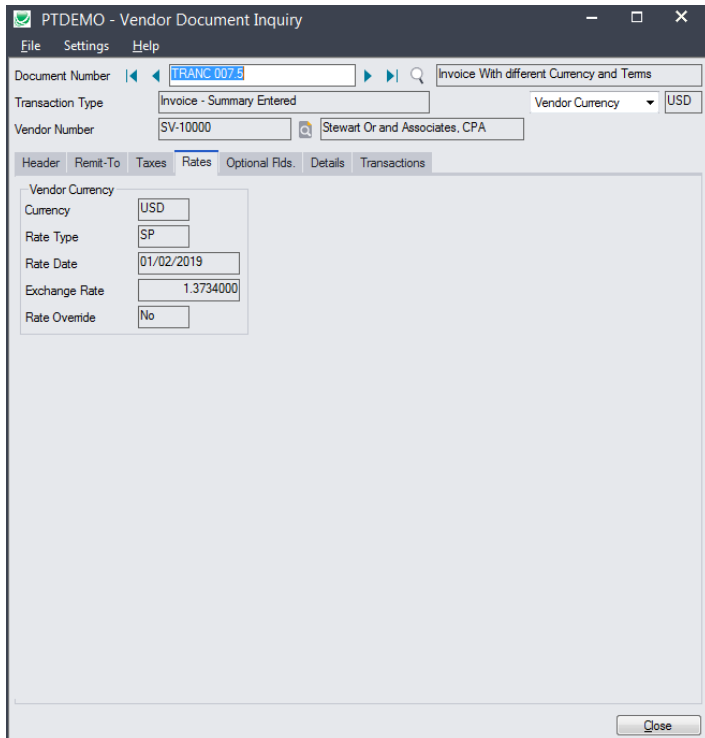 PTDEMO - Vendor Document Inquiry
File Settings Help
Document Number TRANC 007.5 Invoice With different Currency and Terms
Transaction Type Invoice - Summary Entered Vendor Currency USD
Vendor Number SV-10000 Stewart Or and Associates, CPA
Header Remit-To Taxes Rates Optional Flds. Details Transactions
Vendor Currency
Currency USD
Rate Type SP
Rate Date 01/02/2019
Exchange Rate 1.3734000
Rate Override No
Close